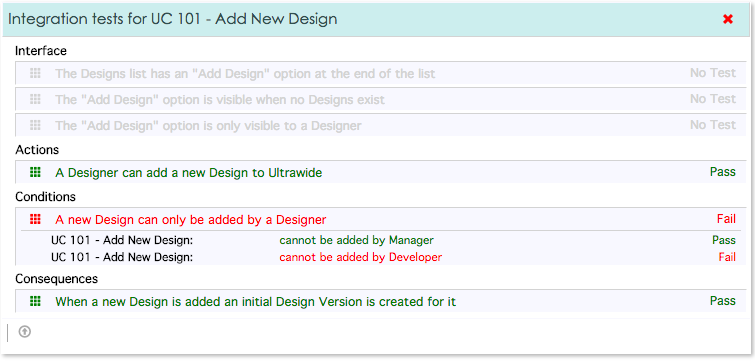 Integration tests for UC 101 - Add New Design
Interface
The Designs list has an "Add Design" option at the end of the list No Test
The "Add Design" option is visible when no Designs exist No Test
The "Add Design" option is only visible to a Designer No Test
Actions
A Designer can add a new Design to Ultrawide Pass
Conditions
A new Design can only be added by a Designer Fail
UC 101 - Add New Design: cannot be added by Manager Pass
UC 101 - Add New Design: cannot be added by Developer Fail
Consequences
When a new Design is added an initial Design Version is created for it Pass